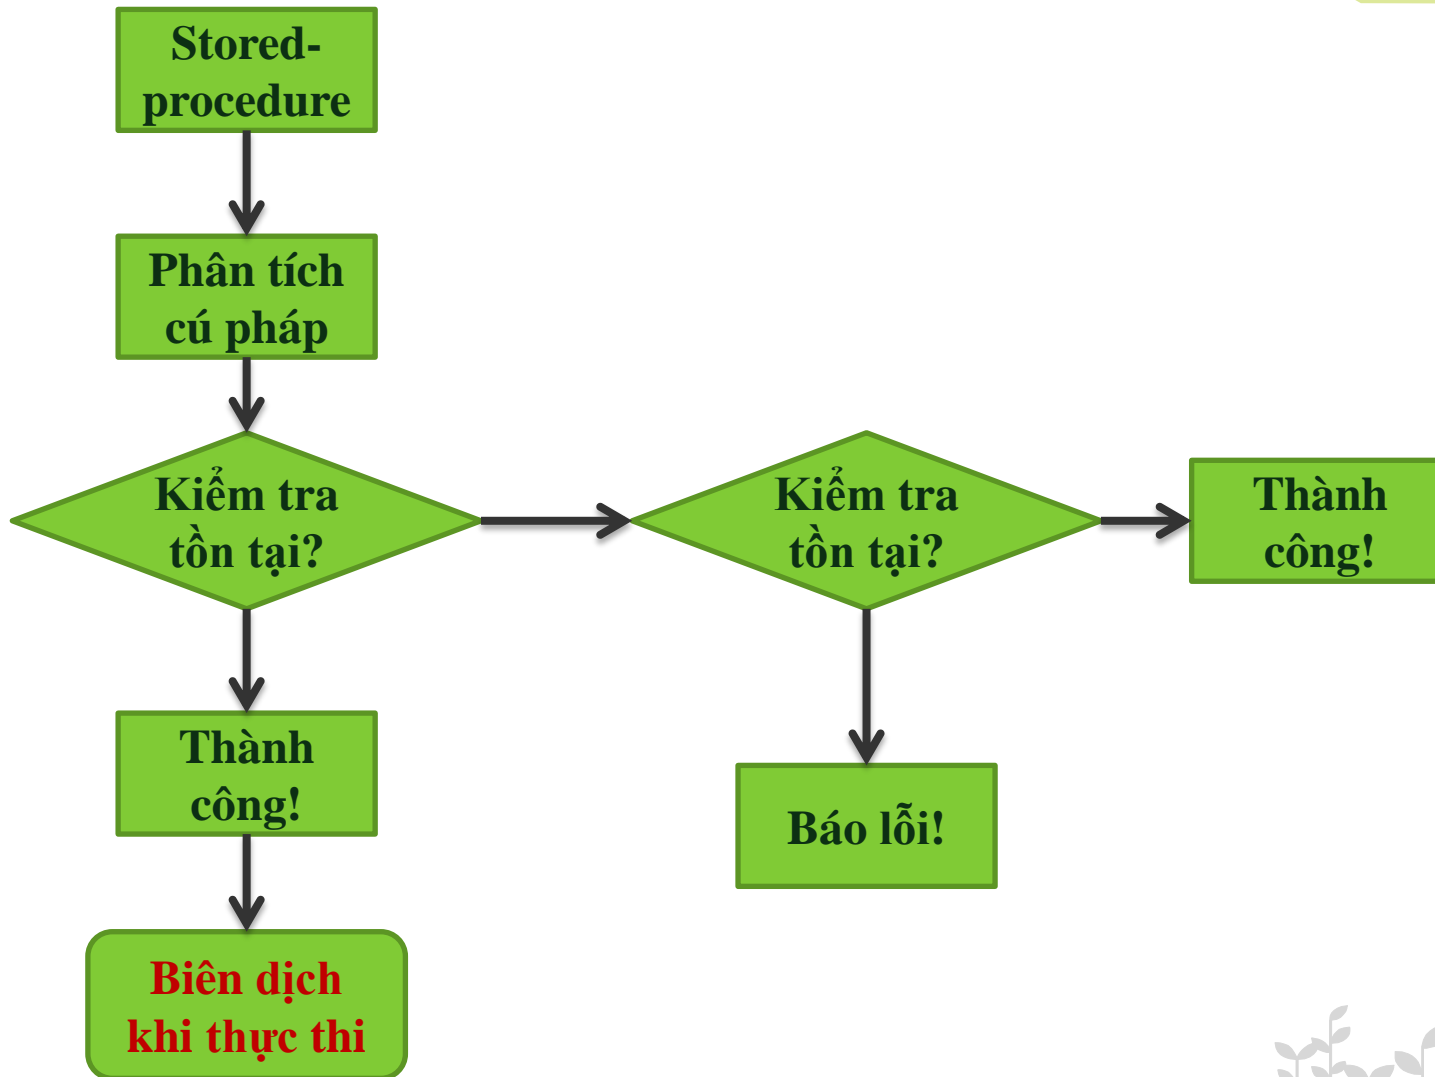 Stored-
procedure
Phân tích
cú pháp
Kiểm tra
tồn tại?
Kiểm tra
tồn tại?
Thành
công!
Thành
công!
Báo lỗi!
Biên dịch
khi thực thi